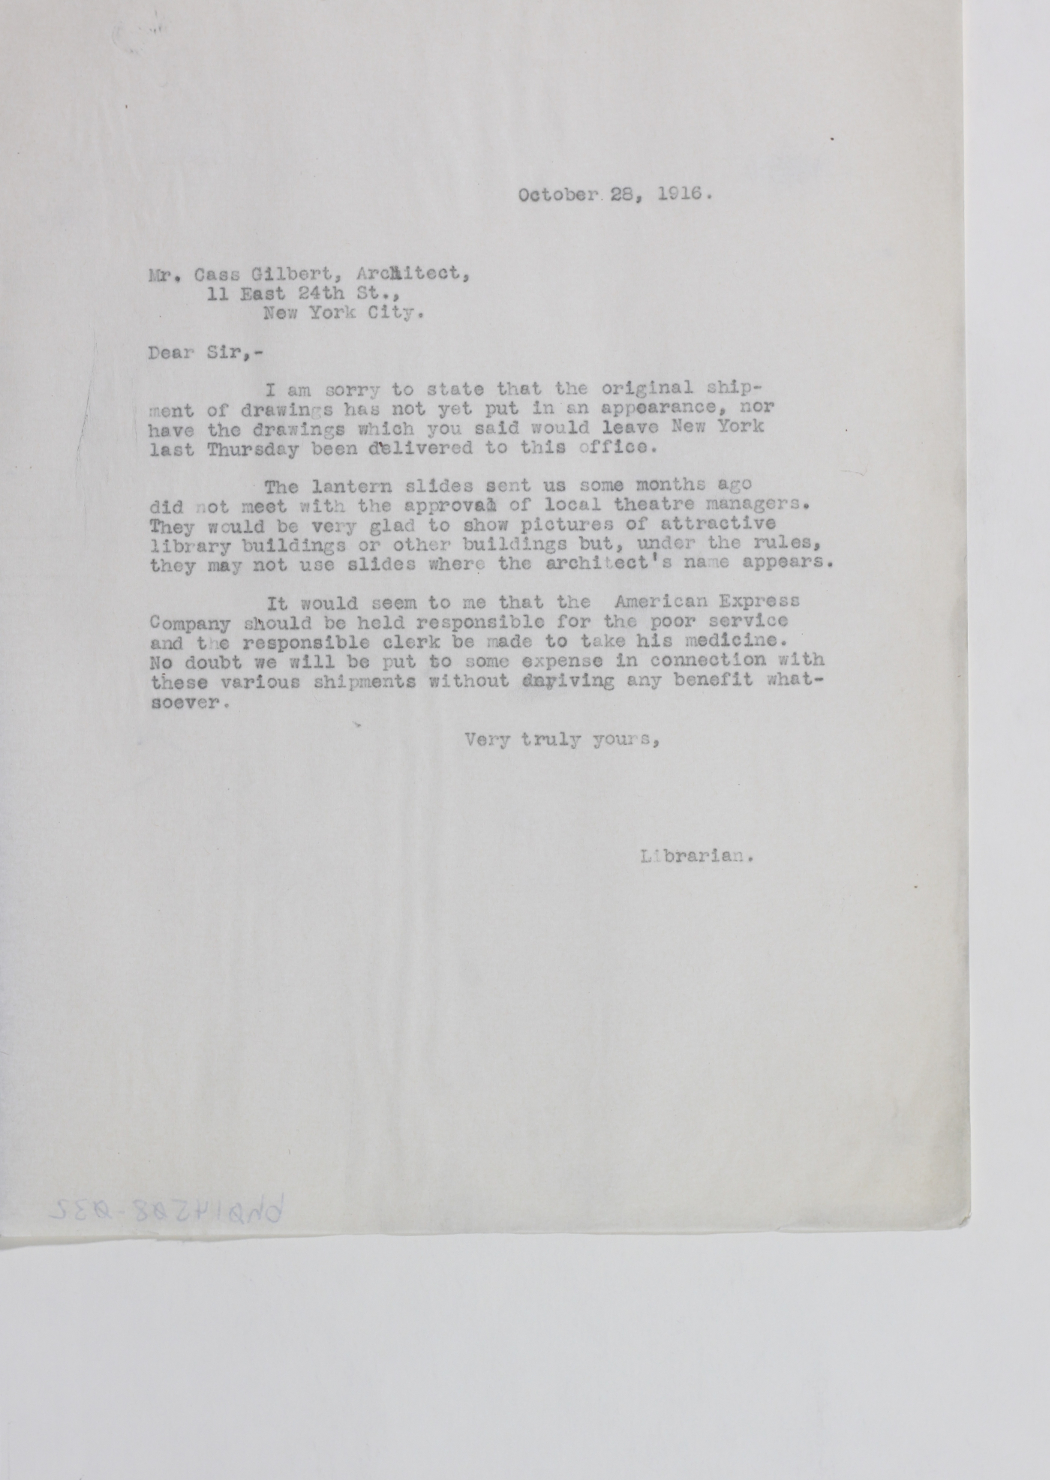 October 28, 1916.
Mr. Cass Gilbert, Architect,
11 East 24th St.,
New York City.
Dear Sir,-
I am sorry to state that the original ship-
ment of drawings has not yet put in an appearance, nor
have the drawings which you said would leave New York
last Thursday been delivered to this office.
The lantern slides sent us some months ago
did not meet with the approval of local theatre managers.
They would be very glad to show pictures of attractive
library buildings or other buildings but, under the rules,
they may not use slides where the architect's name appears.
It would seem to me that the American Express
Company should be held responsible for the poor service
and the responsible clerk be made to take his medicine.
No doubt we will be put to some expense in connection with
these various shipments without deriving any benefit what-
soever.
Very truly yours,
Librarian.